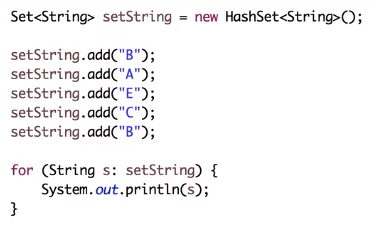 Set<String> setString = new HashSet<String>();
setString.add("B");
setString.add("A");
setString.add("E");
setString.add("C");
setString.add("B");
for (String s: setString) {
System.out.println(s);
}